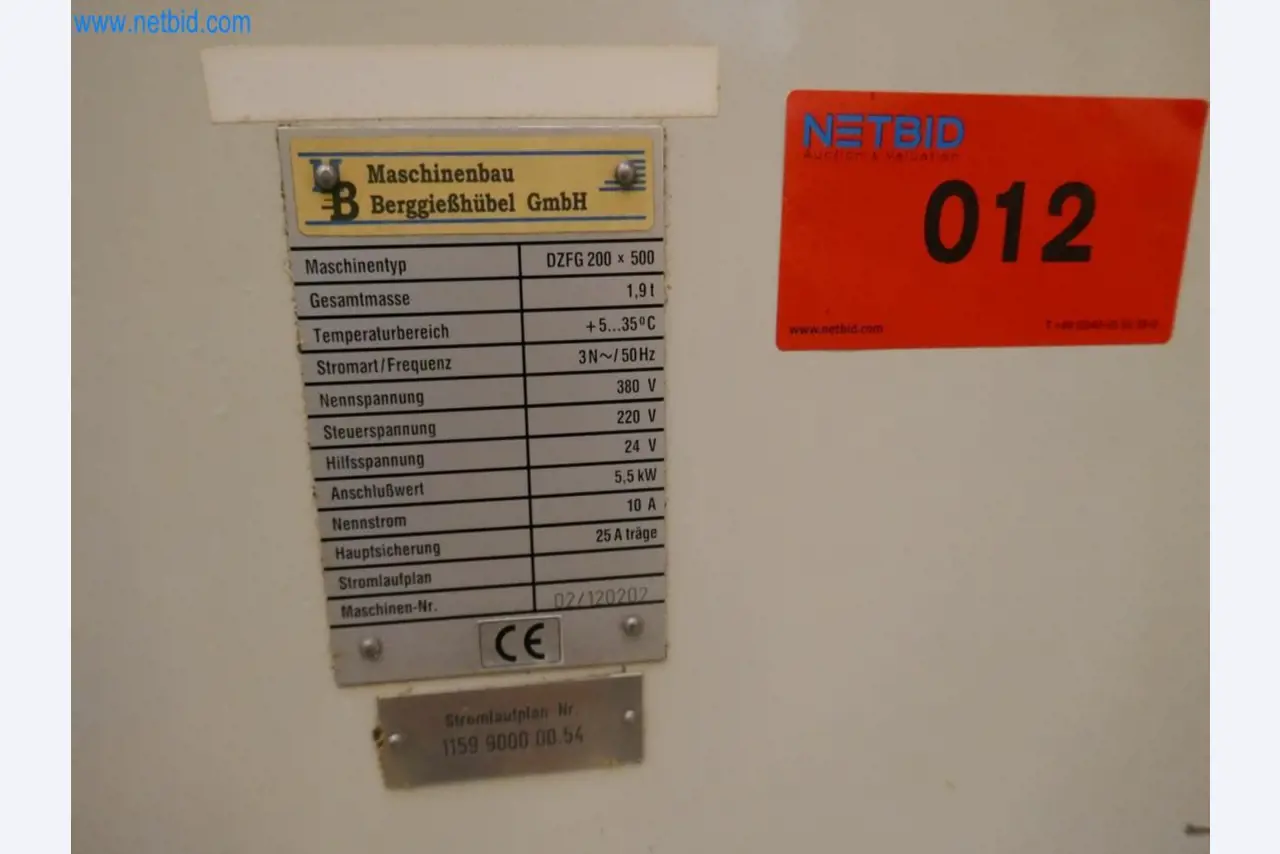 www.netbid.com
Maschinenbau
Berggießhübel GmbH
Maschinentyp DZFG 200 × 500
Gesamtmasse 1,9 t
Temperaturbereich +5...35°C
Stromart/Frequenz 3N~/50Hz
Nennspannung 380 V
Steuerspannung 220 V
Hilfsspannung 24 V
Anschlußwert 5,5 kW
Nennstrom 10 A
Hauptsicherung 25 A träge
Stromlaufplan
Maschinen-Nr. 02/120202
CE
Stromlaufplan Nr.
1159 9000 00.54
NETBID
Auction & Valuation
012
www.netbid.com